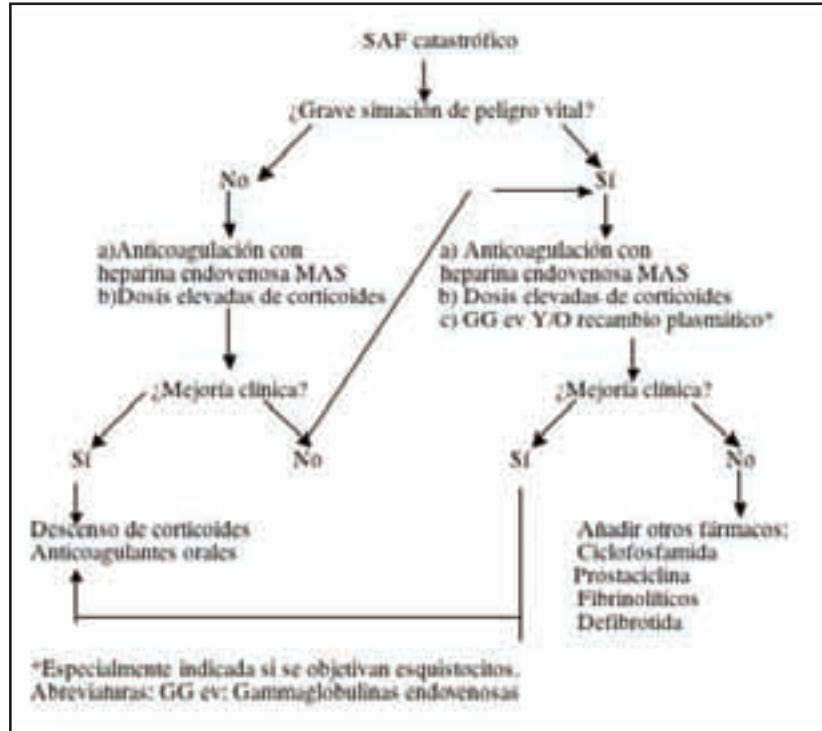 SAF catastrófico
¿Grave situación de peligro vital?
No
Sí
a)Anticoagulación con
heparina endovenosa MAS
b)Dosis elevadas de corticoides
a) Anticoagulación con
heparina endovenosa MAS
b) Dosis elevadas de corticoides
c) GG ev Y/O recambio plasmático*
¿Mejoría clínica?
¿Mejoría clínica?
Sí
No
Sí
No
Descenso de corticoides
Anticoagulantes orales
Añadir otros fármacos:
Ciclofosfamida
Prostaciclina
Fibrinolíticos
Defibrotida
*Especialmente indicada si se objetivan esquistocitos.
Abreviaturas: GG ev: Gammaglobulinas endovenosas